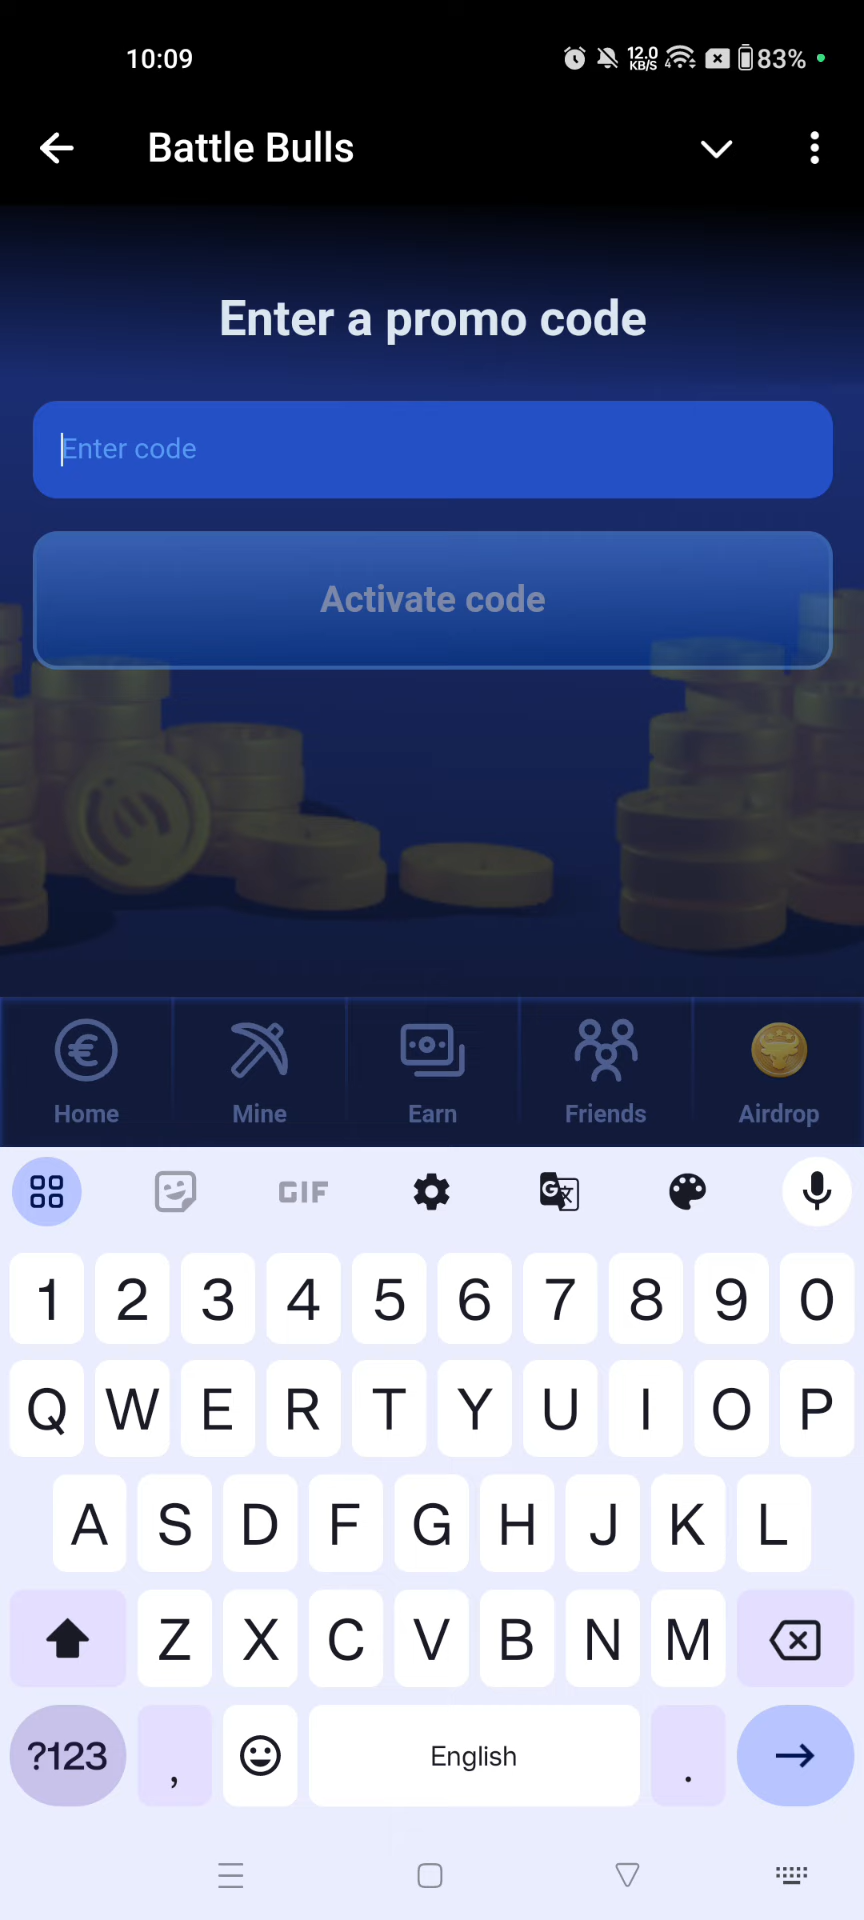 10:09
12.0
KB/S
4
83%
Battle Bulls
Enter a promo code
Enter code
Activate code
Home Mine Earn Friends Airdrop
GIF
1 2 3 4 5 6 7 8 9 0
Q W E R T Y U I O P
A S D F G H J K L
Z X C V B N M
?123 , English .